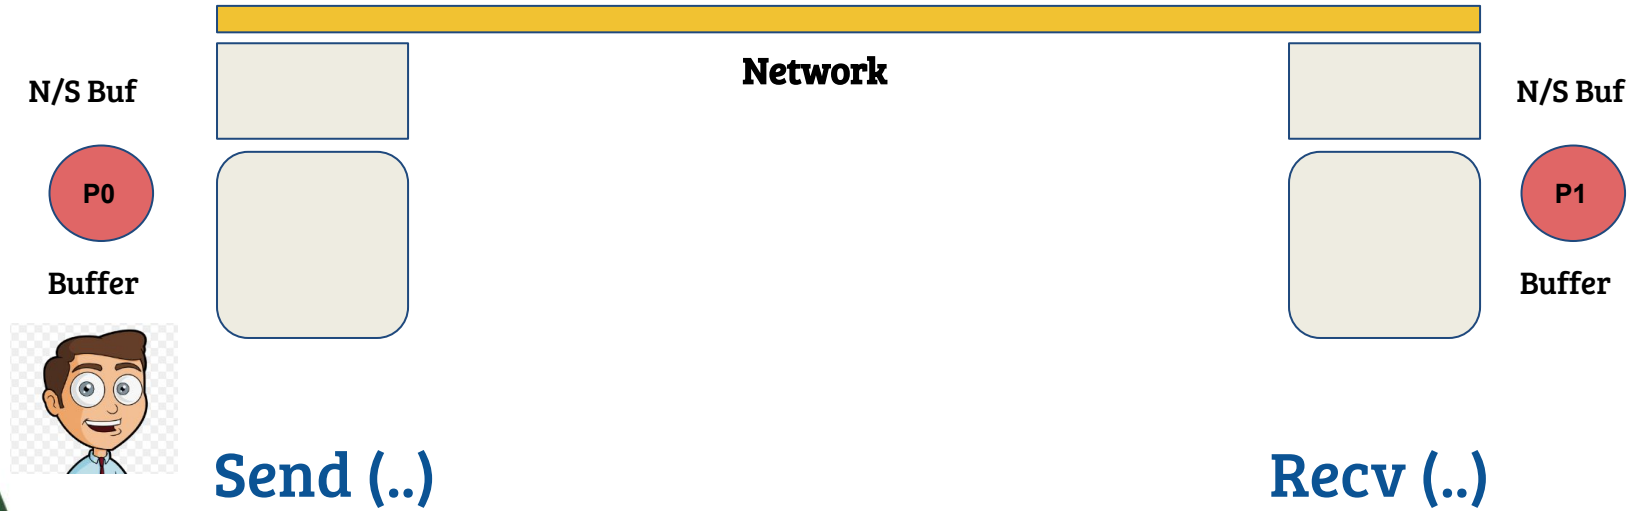 Network
N/S Buf
N/S Buf
P0
P1
Buffer
Buffer
Send (..)
Recv (..)